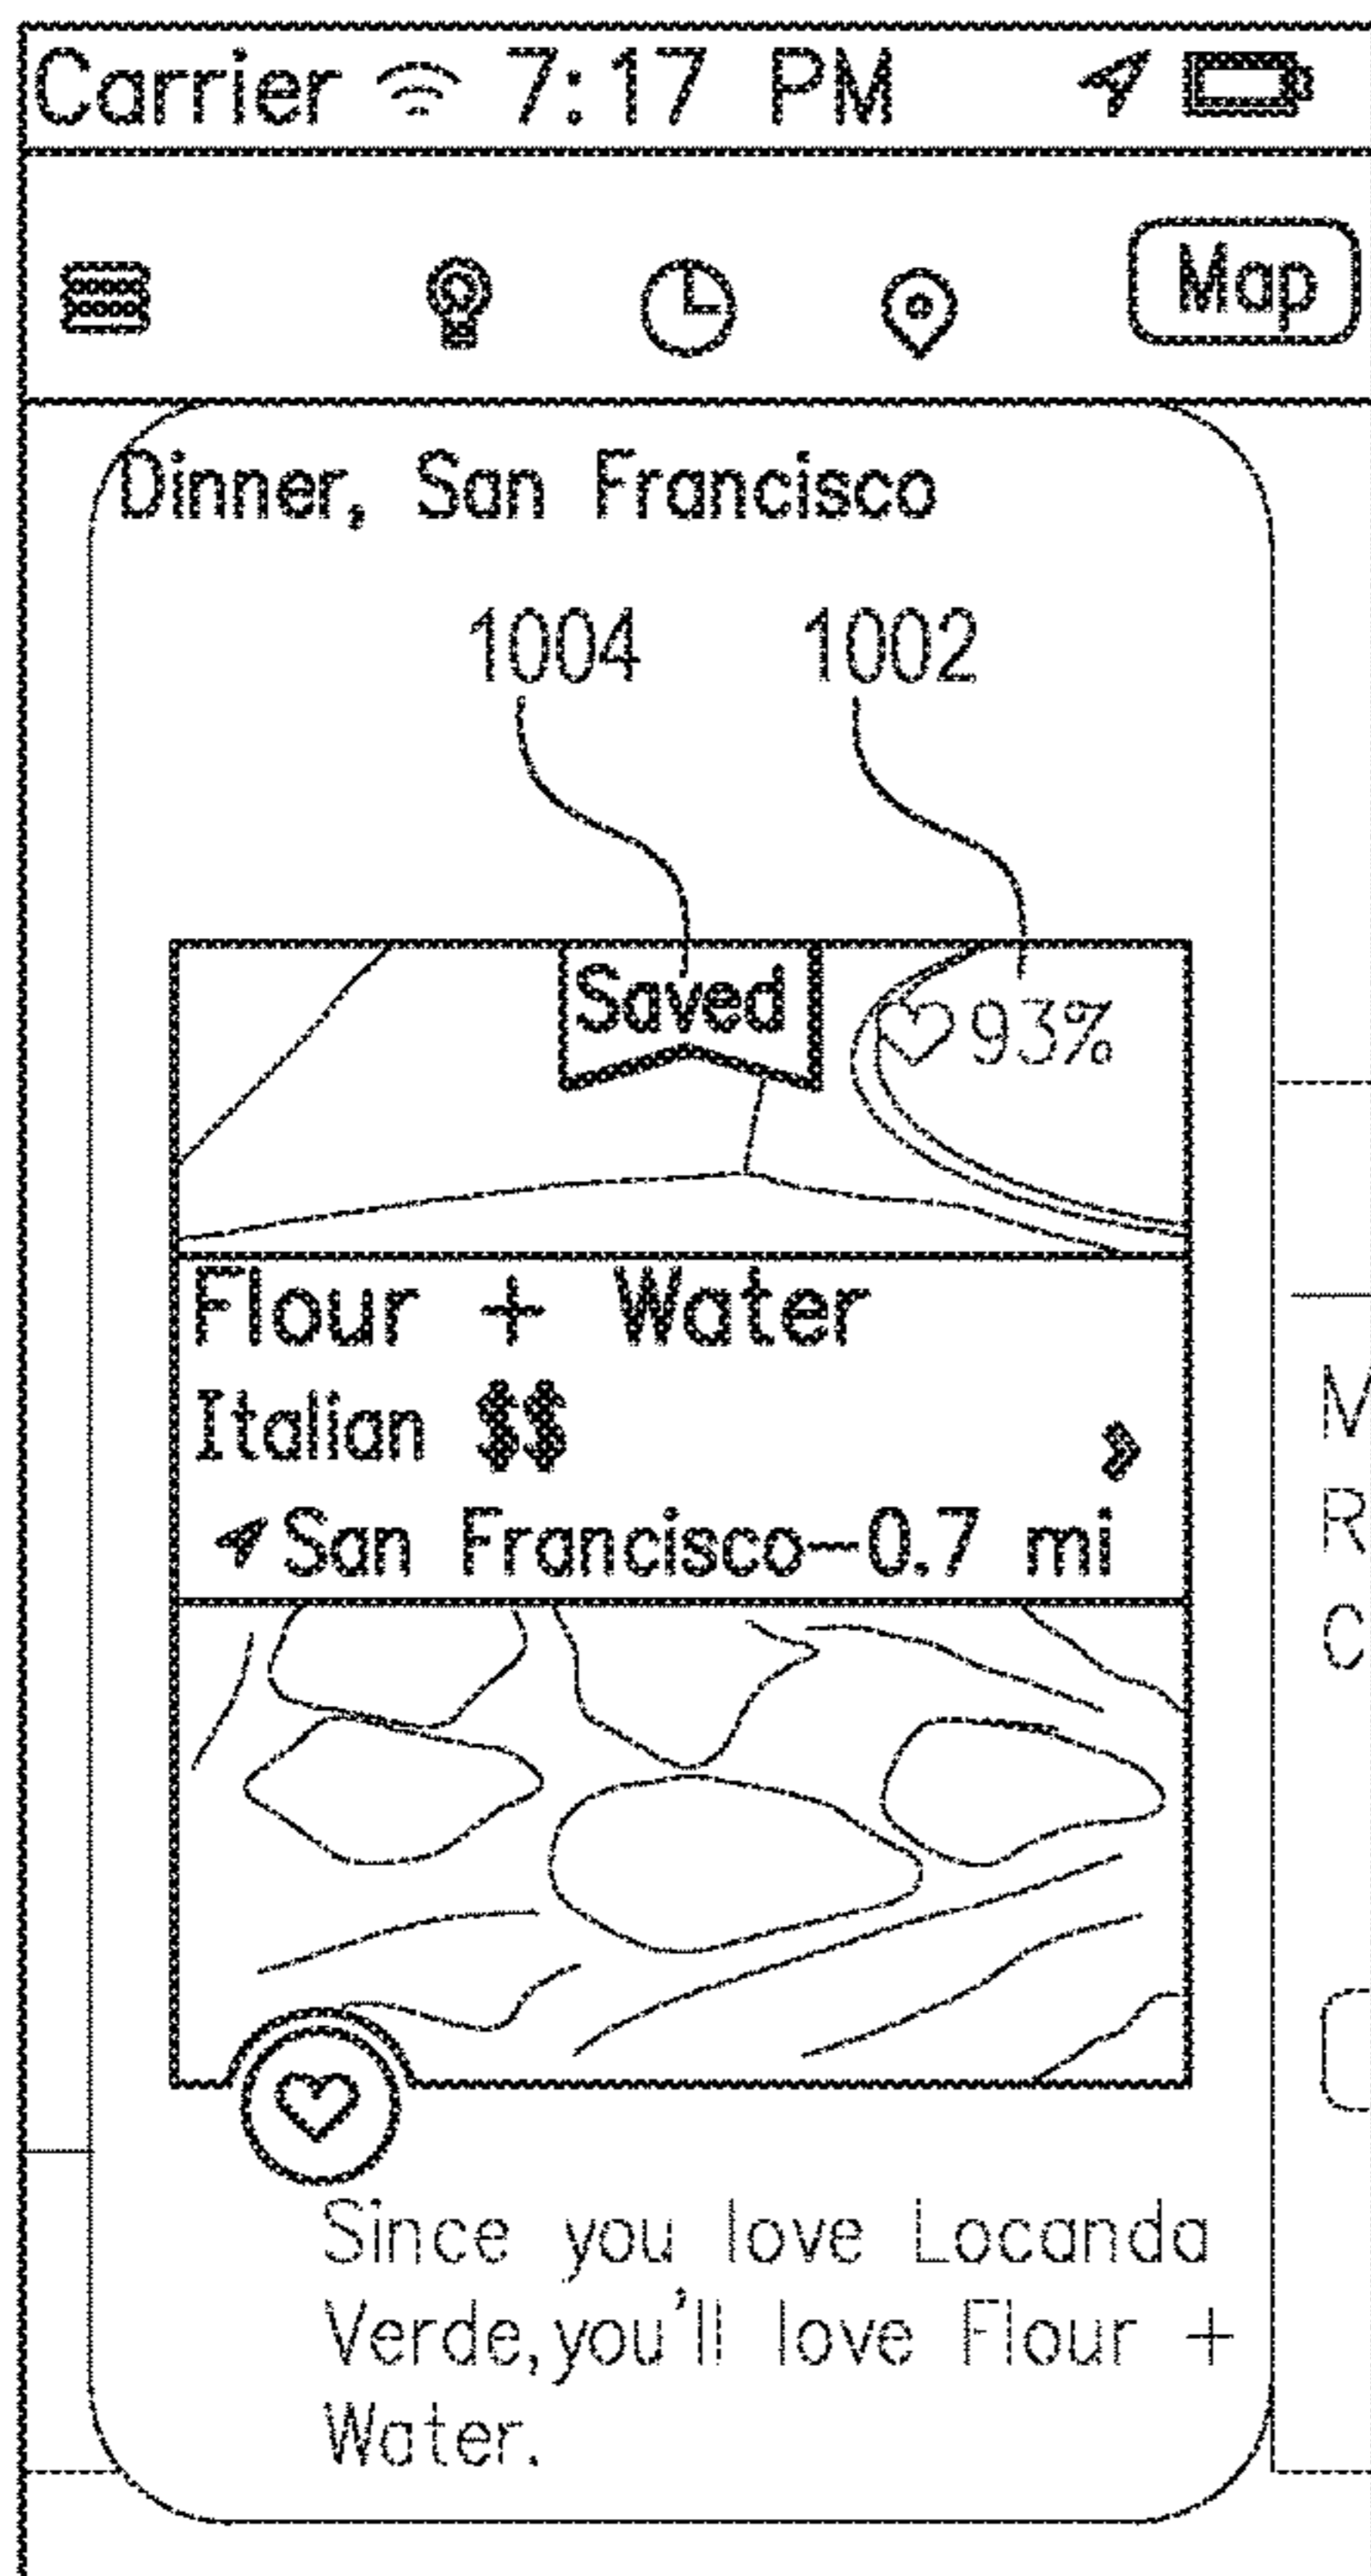 Carrier 7:17 PM
Map
Dinner, San Francisco
1004 1002
Saved 93%
Flour + Water
Italian $$
San Francisco-0.7 mi
M
R
C
Since you love Locanda
Verde,you'll love Flour +
Water.